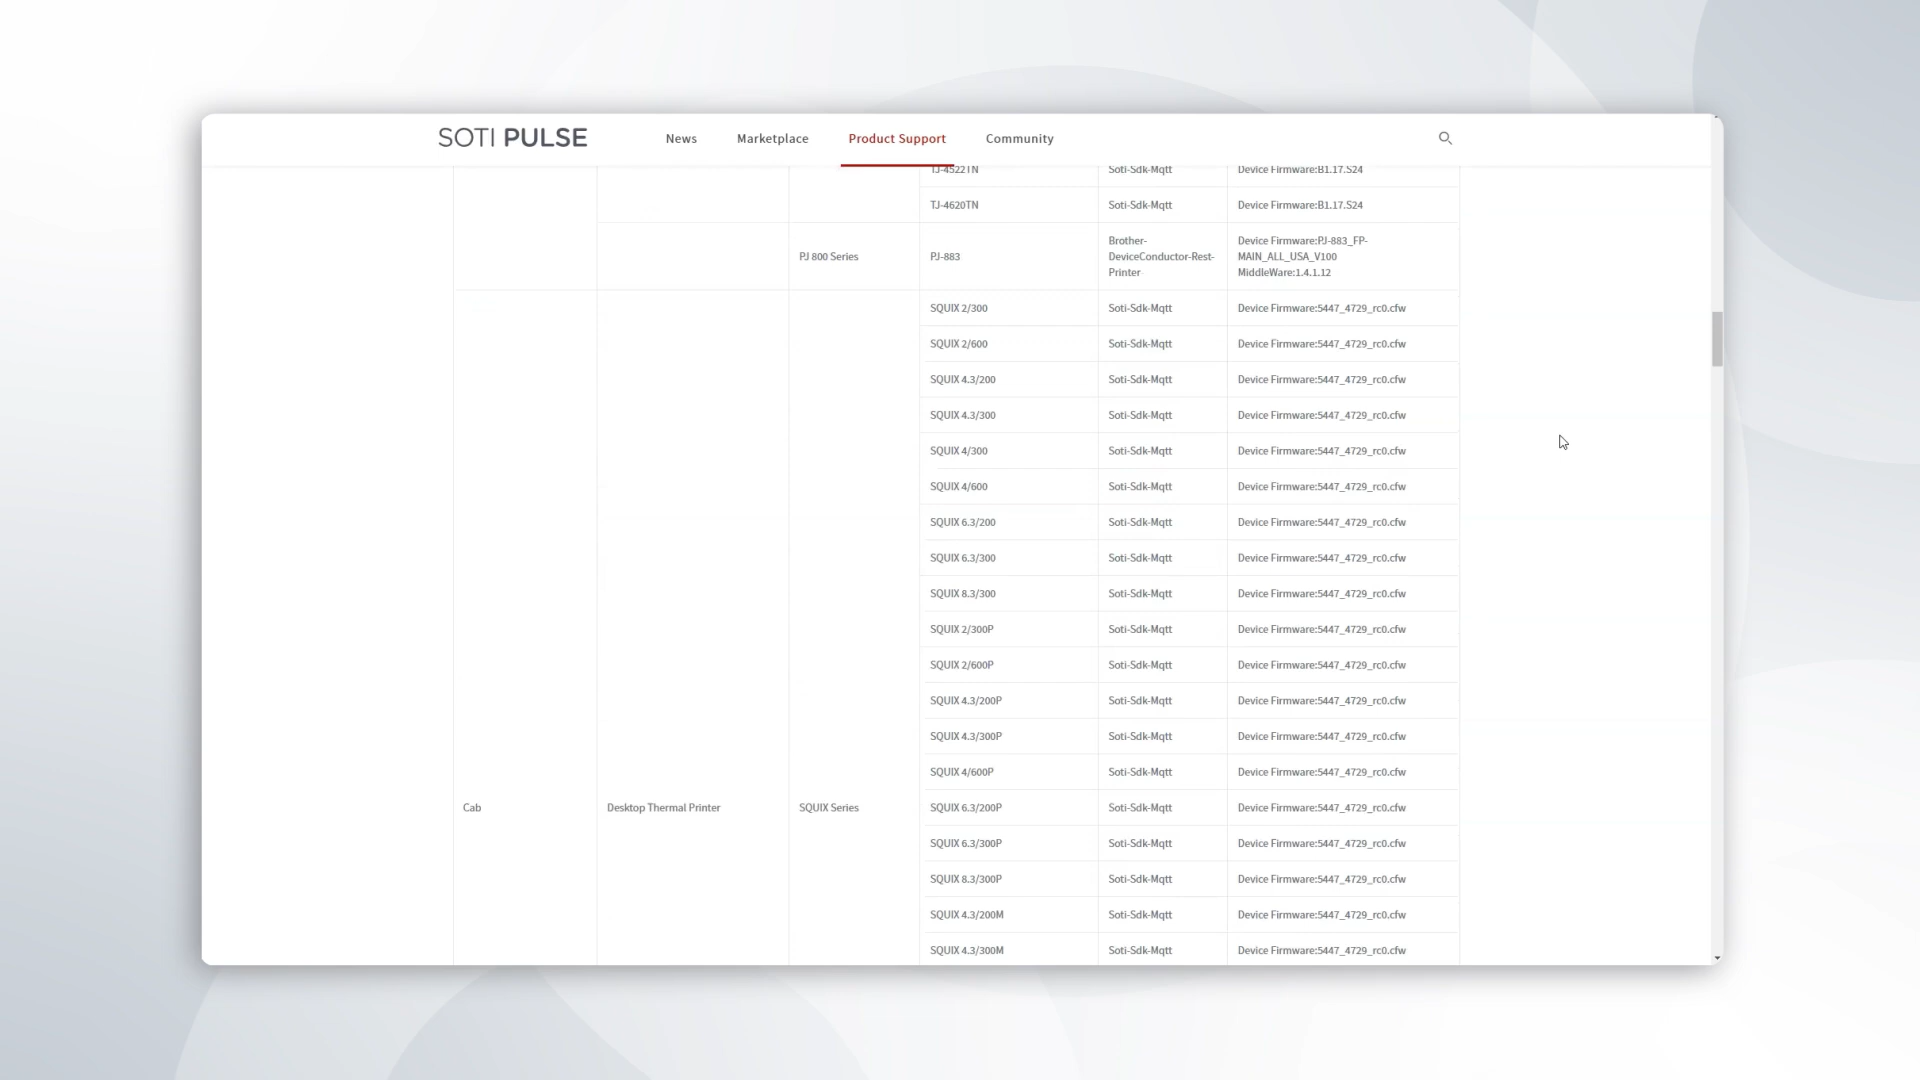 SOTI PULSE
News Marketplace Product Support Community
TJ-4522TN Soti-Sdk-Mqtt Device Firmware:B1.17.S24
TJ-4620TN Soti-Sdk-Mqtt Device Firmware:B1.17.S24
PJ 800 Series PJ-883
Brother-
DeviceConductor-Rest-
Printer
Device Firmware:PJ-883_FP-
MAIN_ALL_USA_V100
MiddleWare:1.4.1.12
SQUIX 2/300 Soti-Sdk-Mqtt Device Firmware:5447_4729_rc0.cfw
SQUIX 2/600 Soti-Sdk-Mqtt Device Firmware:5447_4729_rc0.cfw
SQUIX 4.3/200 Soti-Sdk-Mqtt Device Firmware:5447_4729_rc0.cfw
SQUIX 4.3/300 Soti-Sdk-Mqtt Device Firmware:5447_4729_rc0.cfw
SQUIX 4/300 Soti-Sdk-Mqtt Device Firmware:5447_4729_rc0.cfw
SQUIX 4/600 Soti-Sdk-Mqtt Device Firmware:5447_4729_rc0.cfw
SQUIX 6.3/200 Soti-Sdk-Mqtt Device Firmware:5447_4729_rc0.cfw
SQUIX 6.3/300 Soti-Sdk-Mqtt Device Firmware:5447_4729_rc0.cfw
SQUIX 8.3/300 Soti-Sdk-Mqtt Device Firmware:5447_4729_rc0.cfw
SQUIX 2/300P Soti-Sdk-Mqtt Device Firmware:5447_4729_rc0.cfw
SQUIX 2/600P Soti-Sdk-Mqtt Device Firmware:5447_4729_rc0.cfw
SQUIX 4.3/200P Soti-Sdk-Mqtt Device Firmware:5447_4729_rc0.cfw
SQUIX 4.3/300P Soti-Sdk-Mqtt Device Firmware:5447_4729_rc0.cfw
SQUIX 4/600P Soti-Sdk-Mqtt Device Firmware:5447_4729_rc0.cfw
Cab Desktop Thermal Printer SQUIX Series SQUIX 6.3/200P Soti-Sdk-Mqtt Device Firmware:5447_4729_rc0.cfw
SQUIX 6.3/300P Soti-Sdk-Mqtt Device Firmware:5447_4729_rc0.cfw
SQUIX 8.3/300P Soti-Sdk-Mqtt Device Firmware:5447_4729_rc0.cfw
SQUIX 4.3/200M Soti-Sdk-Mqtt Device Firmware:5447_4729_rc0.cfw
SQUIX 4.3/300M Soti-Sdk-Mqtt Device Firmware:5447_4729_rc0.cfw